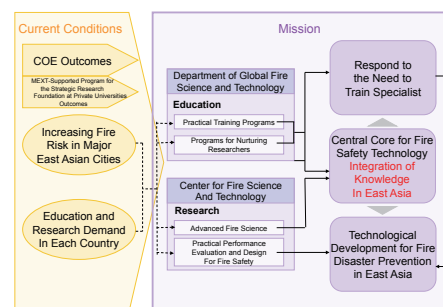 Current Conditions
COE Outcomes
MEXT-Supported Program for
the Strategic Research
Foundation at Private Universities
Outcomes
Increasing Fire
Risk in Major
East Asian Cities
Education and
Research Demand
In Each Country
Mission
Department of Global Fire
Science and Technology
Education
Practical Training Programs
Programs for Nurturing
Researchers
Center for Fire Science
And Technology
Research
Advanced Fire Science
Practical Performance
Evaluation and Design
For Fire Safety
Respond to
the Need to
Train Specialist
Central Core for Fire
Safety Technology
Integration of
Knowledge
In East Asia
Technological
Development for Fire
Disaster Prevention
in East Asia